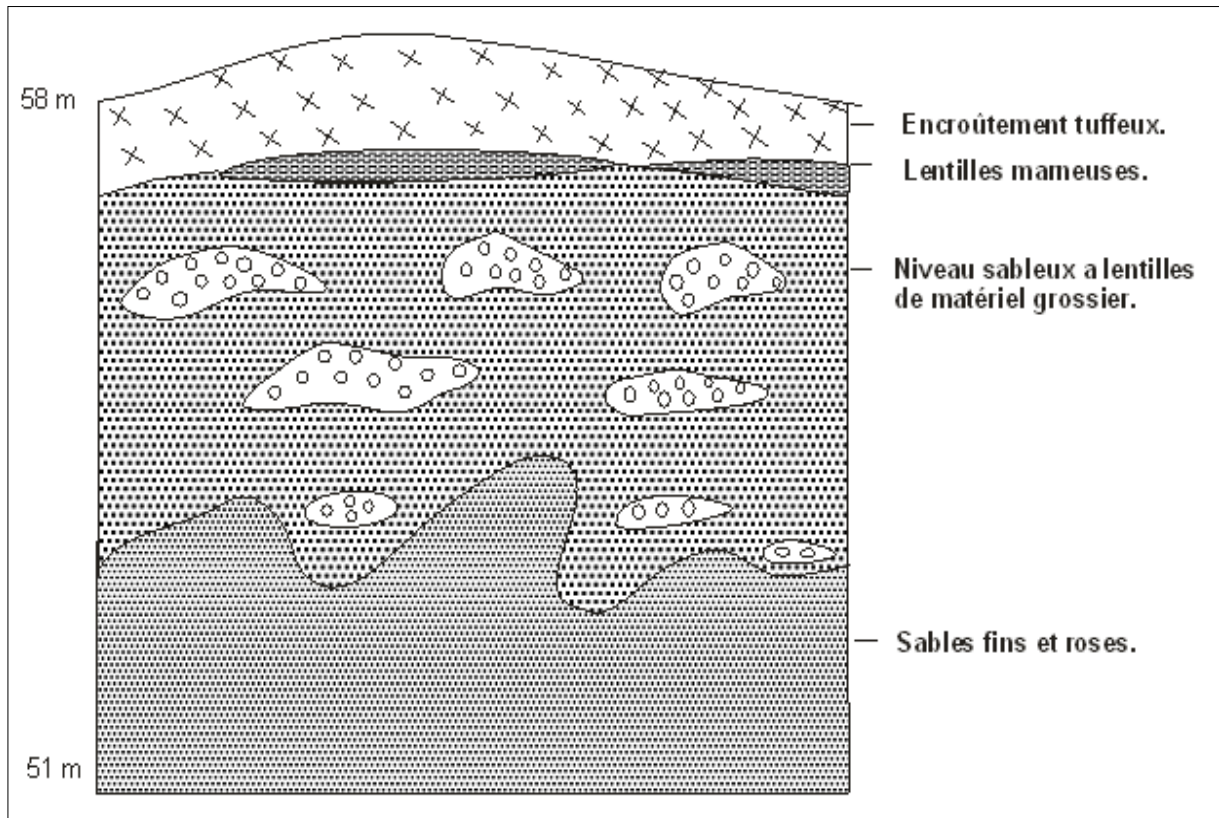 58 m
Encroûtement tuffeux.
Lentilles mameuses.
Niveau sableux a lentilles
de matériel grossier.
Sables fins et roses.
51 m